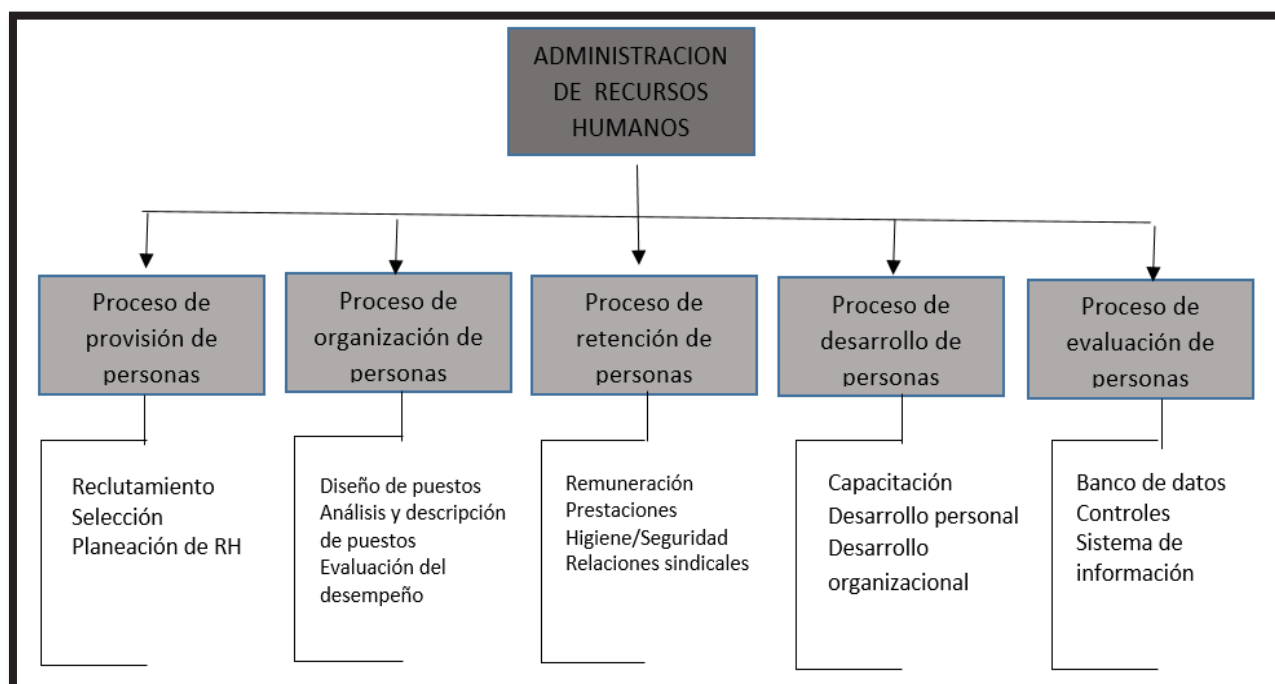 ADMINISTRACION
DE RECURSOS
HUMANOS
Proceso de
provisión de
personas
Proceso de
organización de
personas
Proceso de
retención de
personas
Proceso de
desarrollo de
personas
Proceso de
evaluación de
personas
Reclutamiento
Selección
Planeación de RH
Diseño de puestos
Análisis y descripción
de puestos
Evaluación del
desempeño
Remuneración
Prestaciones
Higiene/Seguridad
Relaciones sindicales
Capacitación
Desarrollo personal
Desarrollo
organizacional
Banco de datos
Controles
Sistema de
información